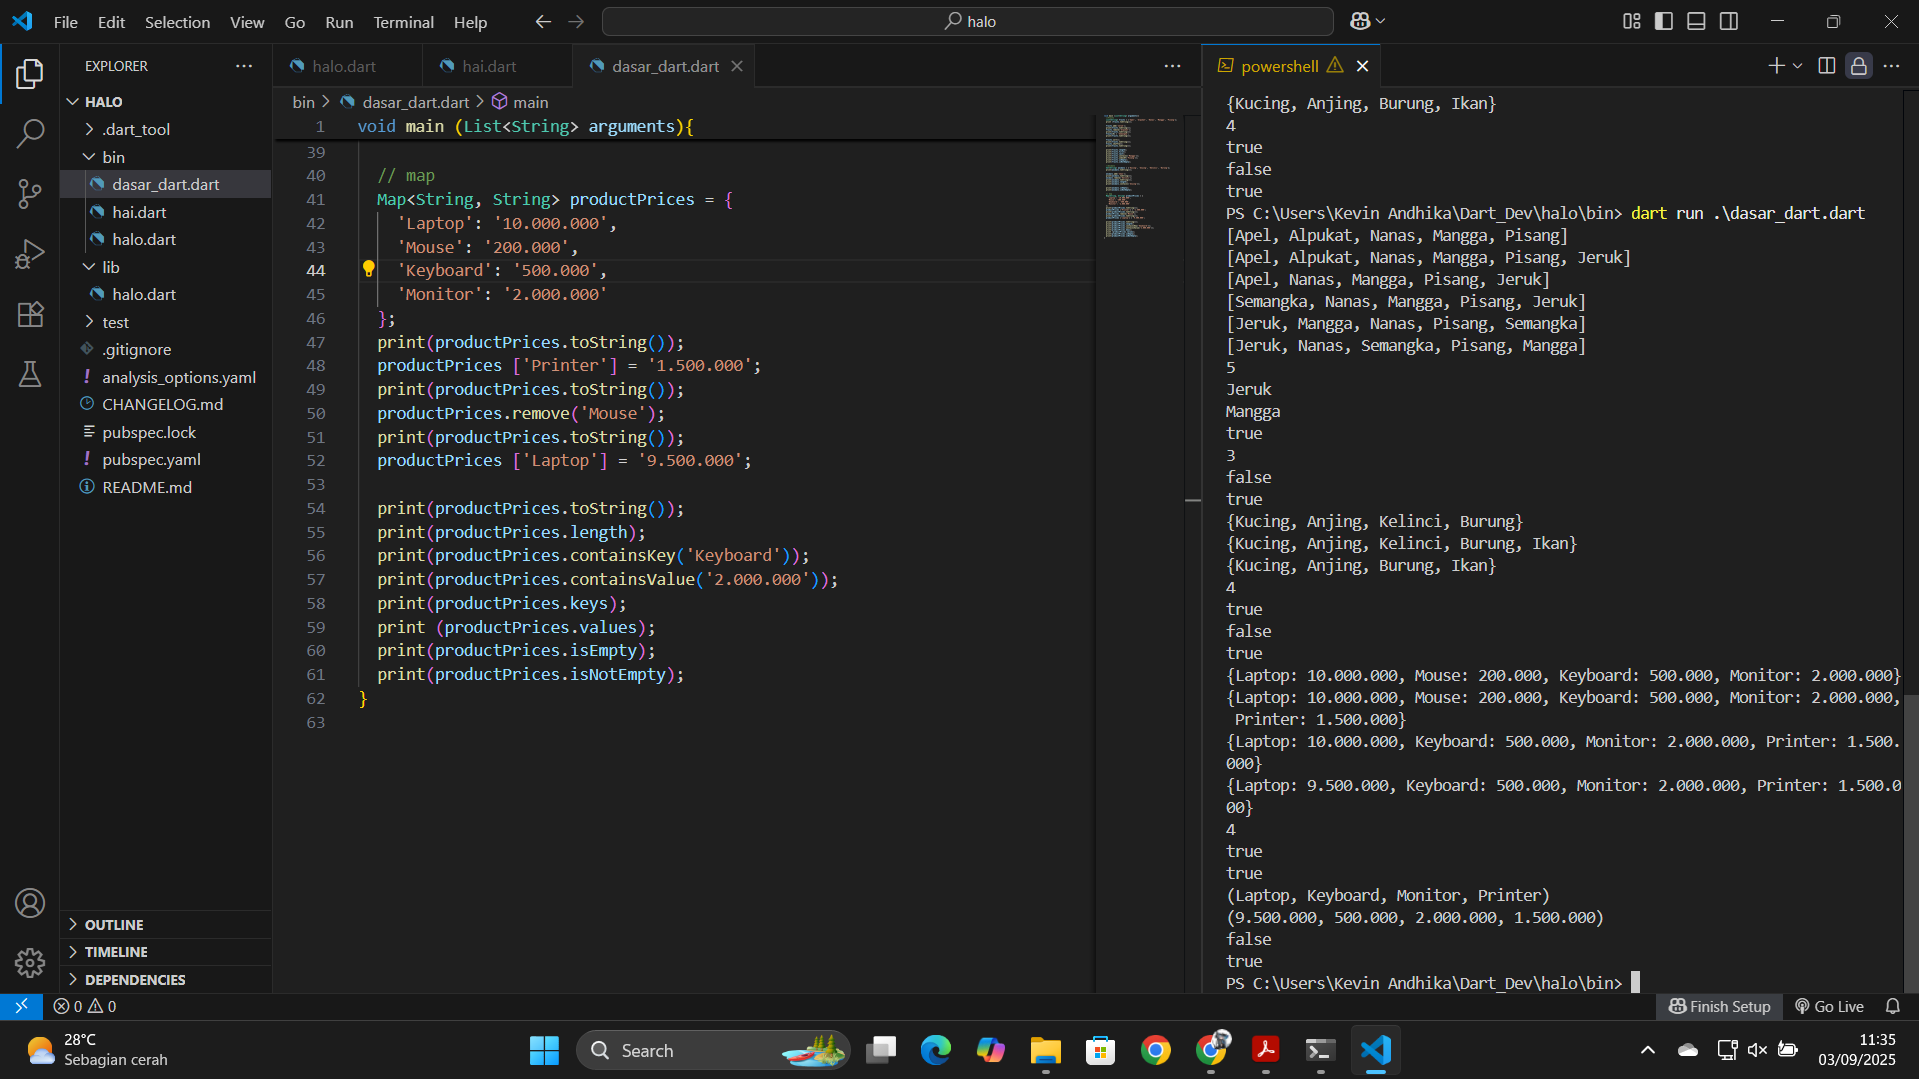 File Edit Selection View Go Run Terminal Help
halo
EXPLORER
HALO
.dart_tool
bin
dasar_dart.dart
hai.dart
halo.dart
lib
halo.dart
test
.gitignore
analysis_options.yaml
CHANGELOG.md
pubspec.lock
pubspec.yaml
README.md
OUTLINE
TIMELINE
DEPENDENCIES
halo.dart hai.dart dasar_dart.dart
bin > dasar_dart.dart > main
1 void main (List<String> arguments){
39
40 // map
41 Map<String, String> productPrices = {
42 'Laptop': '10.000.000',
43 'Mouse': '200.000',
44 'Keyboard': '500.000',
45 'Monitor': '2.000.000'
46 };
47 print(productPrices.toString());
48 productPrices ['Printer'] = '1.500.000';
49 print(productPrices.toString());
50 productPrices.remove('Mouse');
51 print(productPrices.toString());
52 productPrices ['Laptop'] = '9.500.000';
53
54 print(productPrices.toString());
55 print(productPrices.length);
56 print(productPrices.containsKey('Keyboard'));
57 print(productPrices.containsValue('2.000.000'));
58 print(productPrices.keys);
59 print (productPrices.values);
60 print(productPrices.isEmpty);
61 print(productPrices.isNotEmpty);
62 }
63
powershell
{Kucing, Anjing, Burung, Ikan}
4
true
false
true
PS C:\Users\Kevin Andhika\Dart_Dev\halo\bin> dart run .\dasar_dart.dart
[Apel, Alpukat, Nanas, Mangga, Pisang]
[Apel, Alpukat, Nanas, Mangga, Pisang, Jeruk]
[Apel, Nanas, Mangga, Pisang, Jeruk]
[Semangka, Nanas, Mangga, Pisang, Jeruk]
[Jeruk, Mangga, Nanas, Pisang, Semangka]
[Jeruk, Nanas, Semangka, Pisang, Mangga]
5
Jeruk
Mangga
true
3
false
true
{Kucing, Anjing, Kelinci, Burung}
{Kucing, Anjing, Kelinci, Burung, Ikan}
{Kucing, Anjing, Burung, Ikan}
4
true
false
true
{Laptop: 10.000.000, Mouse: 200.000, Keyboard: 500.000, Monitor: 2.000.000}
{Laptop: 10.000.000, Mouse: 200.000, Keyboard: 500.000, Monitor: 2.000.000,
Printer: 1.500.000}
{Laptop: 10.000.000, Keyboard: 500.000, Monitor: 2.000.000, Printer: 1.500.
000}
{Laptop: 9.500.000, Keyboard: 500.000, Monitor: 2.000.000, Printer: 1.500.0
00}
4
true
true
(Laptop, Keyboard, Monitor, Printer)
(9.500.000, 500.000, 2.000.000, 1.500.000)
false
true
PS C:\Users\Kevin Andhika\Dart_Dev\halo\bin>
0 0
Finish Setup Go Live
28°C
Sebagian cerah
Search
11:35
03/09/2025